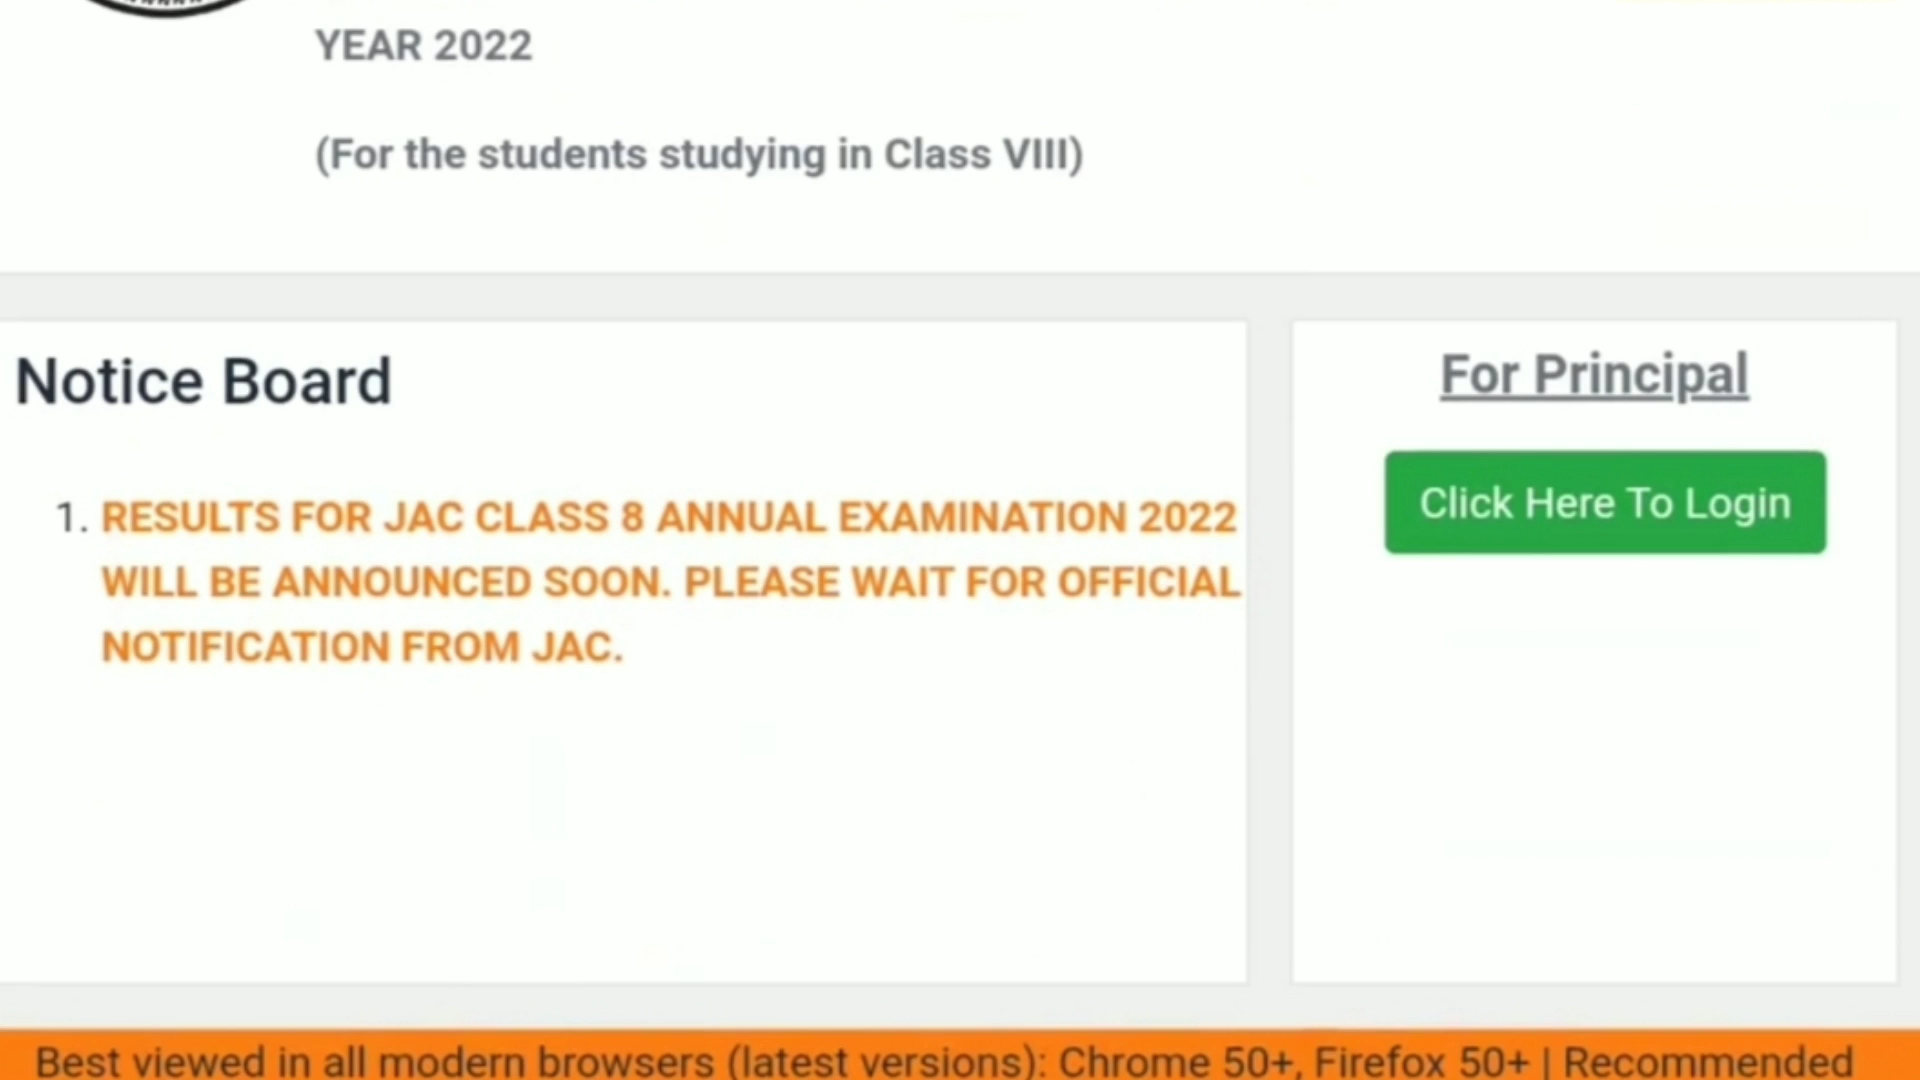 YEAR 2022
(For the students studying in Class VIII)
Notice Board
1. RESULTS FOR JAC CLASS 8 ANNUAL EXAMINATION 2022
WILL BE ANNOUNCED SOON. PLEASE WAIT FOR OFFICIAL
NOTIFICATION FROM JAC.
For Principal
Click Here To Login
Best viewed in all modern browsers (latest versions): Chrome 50+, Firefox 50+ | Recommended